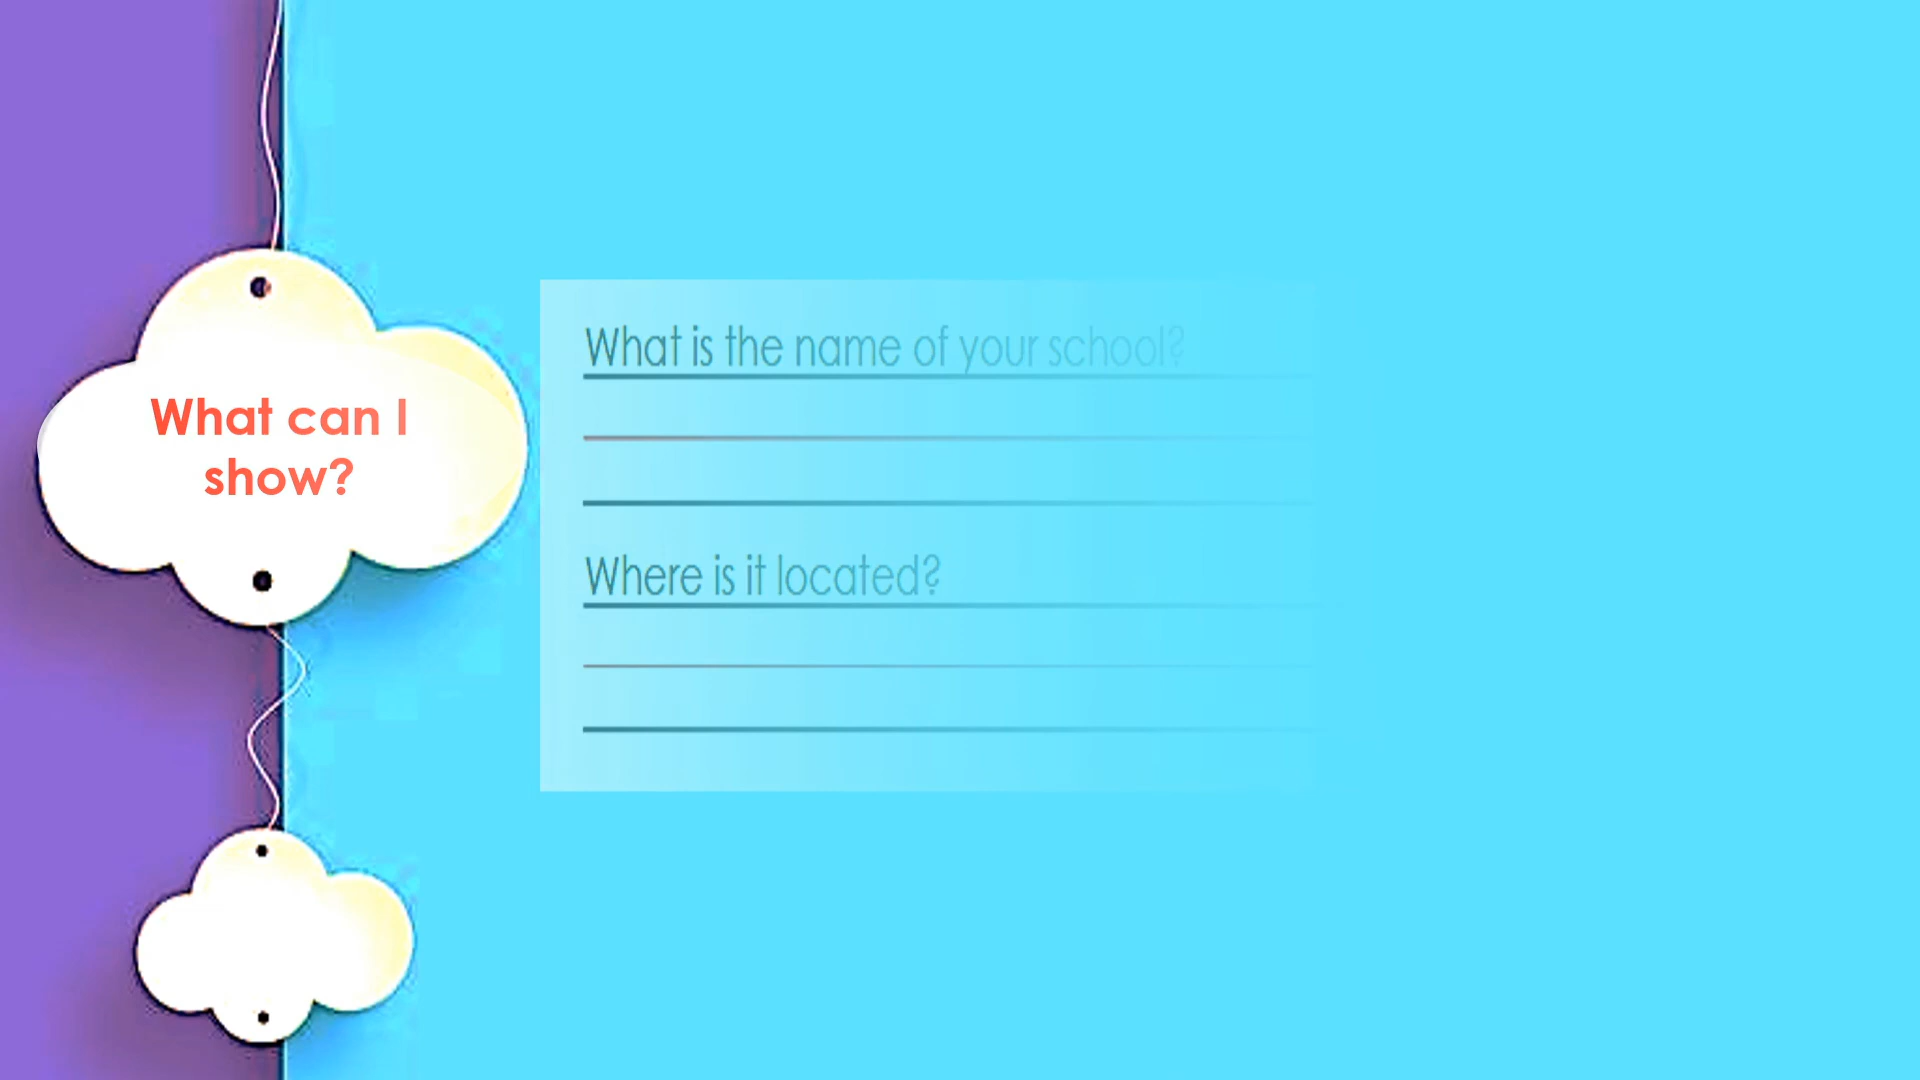 What can I
show?
What is the name of your school?
Where is it located?